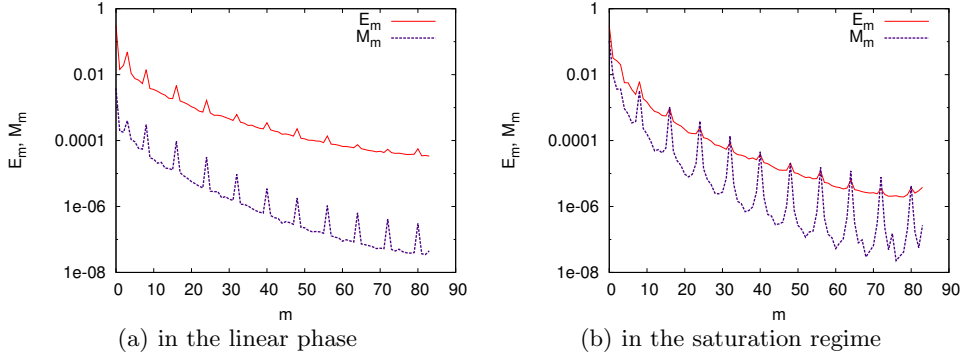 1
0.01
0.0001
1e-06
1e-08
E_m, M_m
E_m
M_m
0 10 20 30 40 50 60 70 80 90
m
(a) in the linear phase
1
0.01
0.0001
1e-06
1e-08
E_m, M_m
E_m
M_m
0 10 20 30 40 50 60 70 80 90
m
(b) in the saturation regime